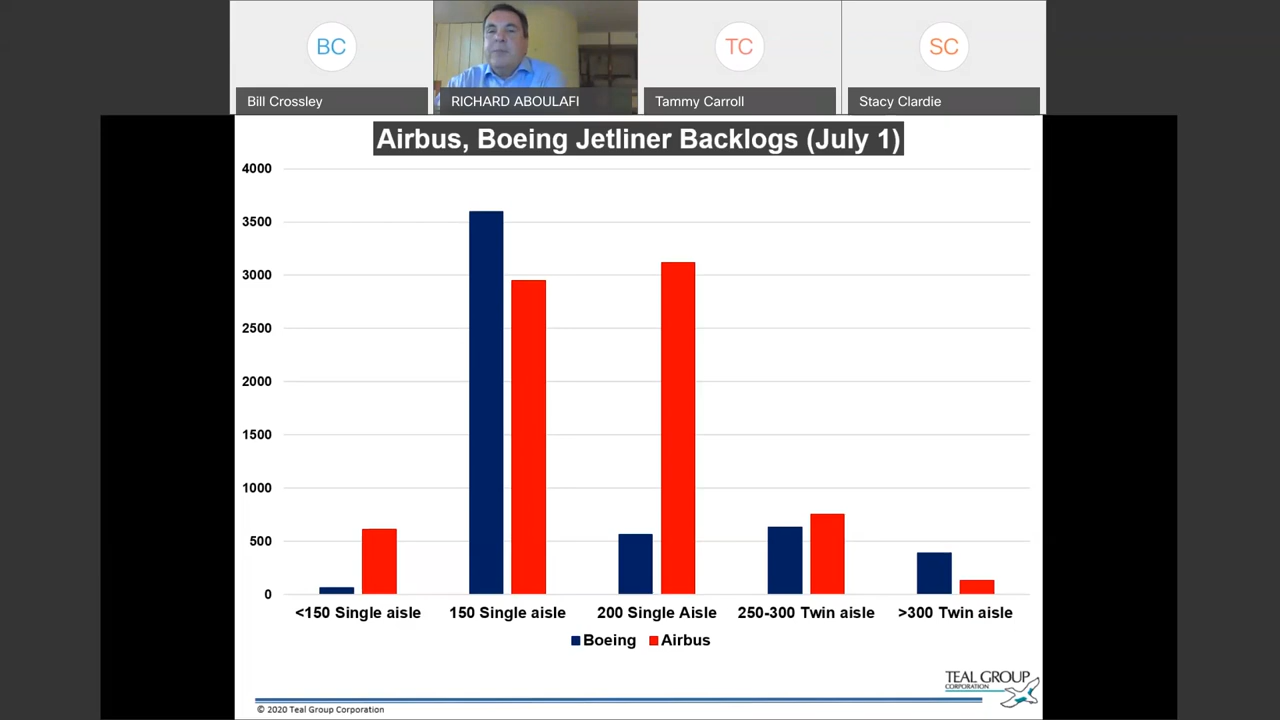 BC
TC
SC
Bill Crossley
RICHARD ABOULAFI
Tammy Carroll
Stacy Clardie
Airbus, Boeing Jetliner Backlogs (July 1)
4000
3500
3000
2500
2000
1500
1000
500
0
<150 Single aisle
150 Single aisle
200 Single Aisle
250-300 Twin aisle
>300 Twin aisle
Boeing
Airbus
TEAL GROUP
CORPORATION
© 2020 Teal Group Corporation